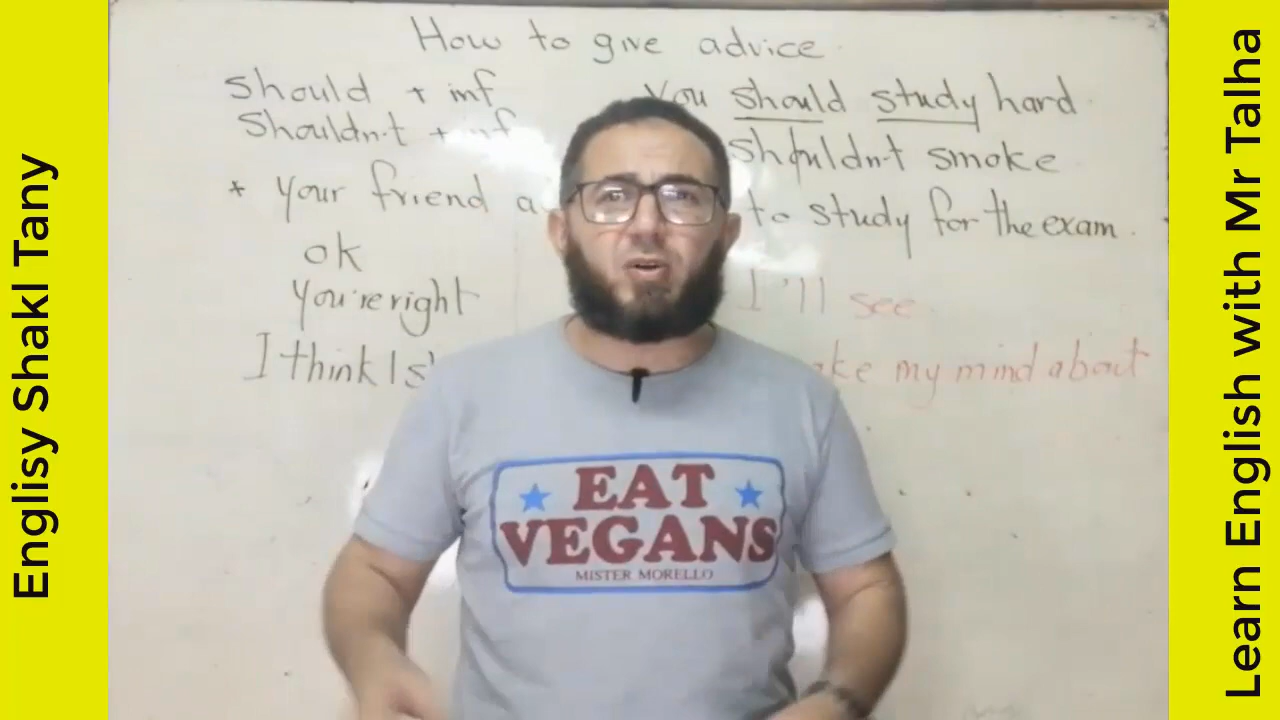 Englisy Shakl Tany
How to give advice
should + inf
You should study hard
Shouldn't + inf
shouldn't smoke
* your friend a
to study for the exam.
ok
I'll see
You're right
I think I s
ake my mind about
EAT
VEGANS
MISTER MORELLO
Learn English with Mr Talha